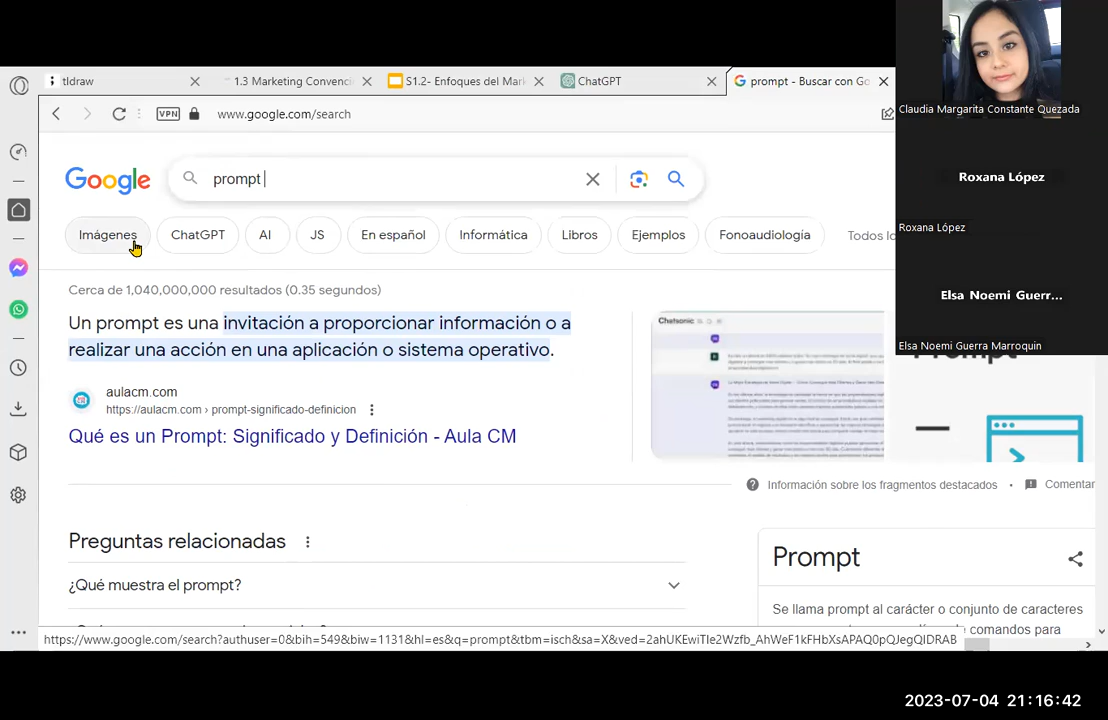 tldraw
1.3 Marketing Convenci
S1.2- Enfoques del Mark
ChatGPT
prompt - Buscar con Go
VPN
www.google.com/search
Google
prompt
Imágenes
ChatGPT
AI
JS
En español
Informática
Libros
Ejemplos
Fonoaudiología
Todos lo
Cerca de 1,040,000,000 resultados (0.35 segundos)
Un prompt es una invitación a proporcionar información o a
realizar una acción en una aplicación o sistema operativo.
aulacm.com
https://aulacm.com › prompt-significado-definicion
Qué es un Prompt: Significado y Definición - Aula CM
Chatsonic
Prompt
Información sobre los fragmentos destacados
Comentar
Preguntas relacionadas
¿Qué muestra el prompt?
Prompt
Se llama prompt al carácter o conjunto de caracteres
de comandos para
https://www.google.com/search?authuser=0&bih=549&biw=1131&hl=es&q=prompt&tbm=isch&sa=X&ved=2ahUKEwiTle2Wzfb_AhWeF1kFHbXsAPAQ0pQJegQIDRAB
Claudia Margarita Constante Quezada
Roxana López
Roxana López
Elsa Noemi Guerr...
Elsa Noemi Guerra Marroquin
2023-07-04 21:16:42